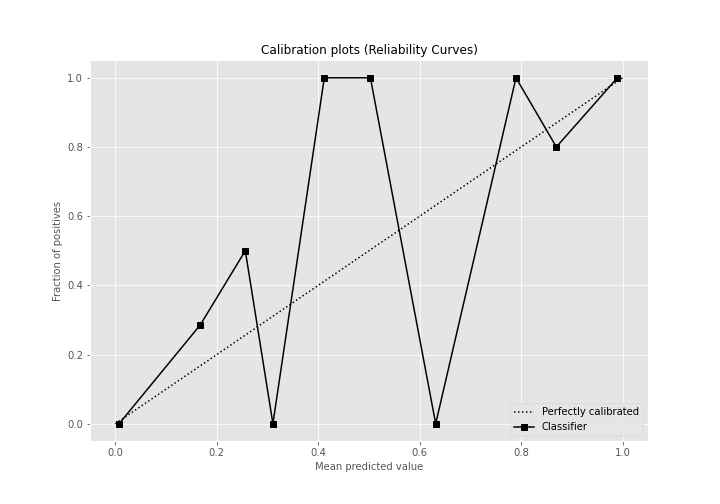 Calibration plots (Reliability Curves)
1.0
0.8
0.6
0.4
0.2
0.0
Fraction of positives
0.0 0.2 0.4 0.6 0.8 1.0
Mean predicted value
Perfectly calibrated
Classifier